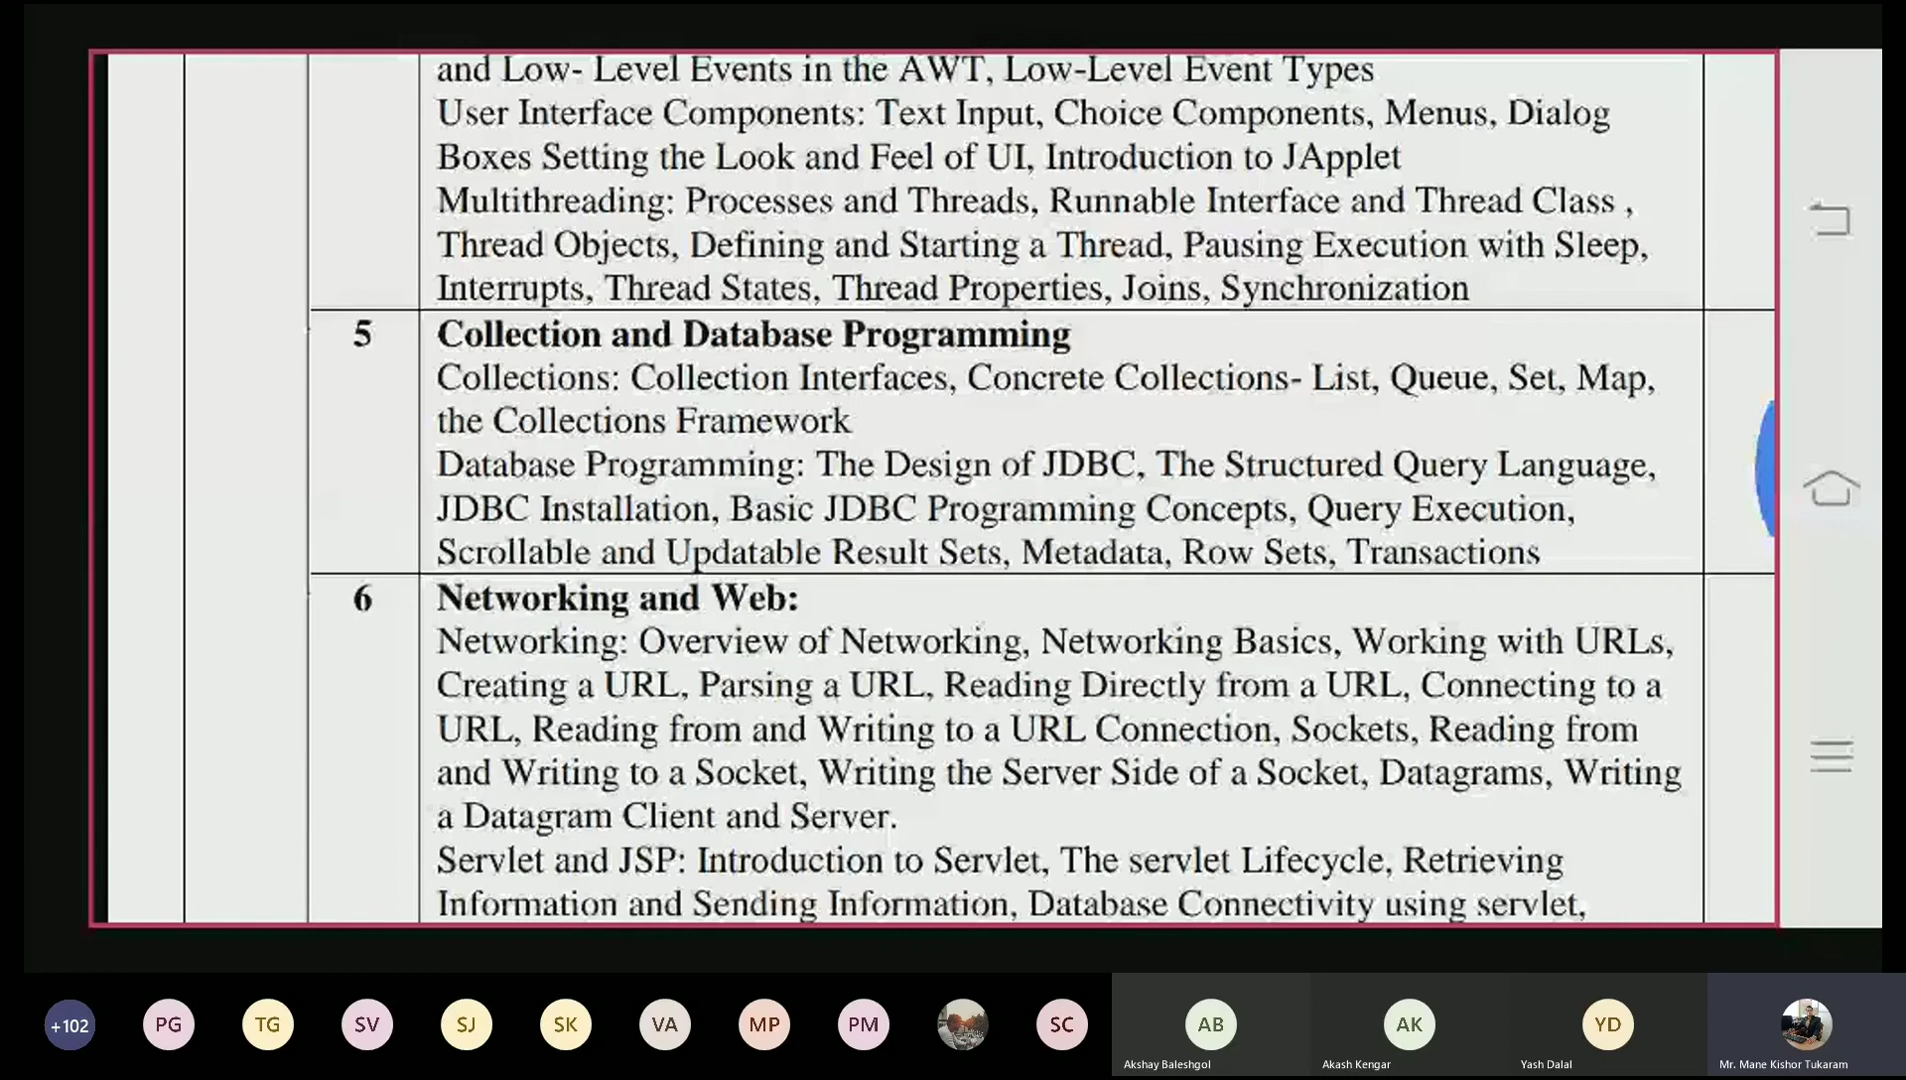 and Low- Level Events in the AWT, Low-Level Event Types
User Interface Components: Text Input, Choice Components, Menus, Dialog
Boxes Setting the Look and Feel of UI, Introduction to JApplet
Multithreading: Processes and Threads, Runnable Interface and Thread Class ,
Thread Objects, Defining and Starting a Thread, Pausing Execution with Sleep,
Interrupts, Thread States, Thread Properties, Joins, Synchronization
5 Collection and Database Programming
Collections: Collection Interfaces, Concrete Collections- List, Queue, Set, Map,
the Collections Framework
Database Programming: The Design of JDBC, The Structured Query Language,
JDBC Installation, Basic JDBC Programming Concepts, Query Execution,
Scrollable and Updatable Result Sets, Metadata, Row Sets, Transactions
6 Networking and Web:
Networking: Overview of Networking, Networking Basics, Working with URLs,
Creating a URL, Parsing a URL, Reading Directly from a URL, Connecting to a
URL, Reading from and Writing to a URL Connection, Sockets, Reading from
and Writing to a Socket, Writing the Server Side of a Socket, Datagrams, Writing
a Datagram Client and Server.
Servlet and JSP: Introduction to Servlet, The servlet Lifecycle, Retrieving
Information and Sending Information, Database Connectivity using servlet,
+102 PG TG SV SJ SK VA MP PM SC AB AK YD
Akshay Baleshgol Akash Kengar Yash Dalal Mr. Mane Kishor Tukaram